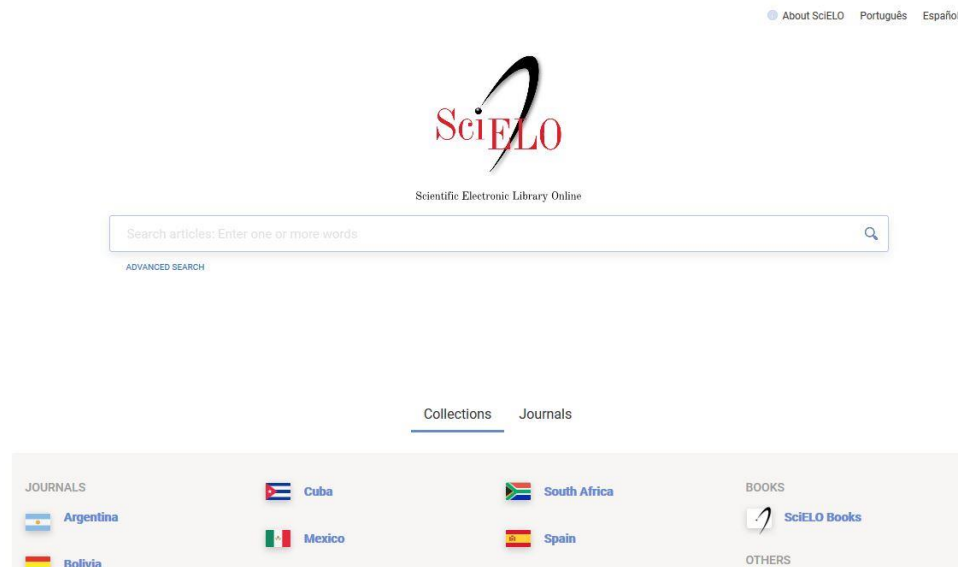 About SciELO Português Español
SciELO
Scientific Electronic Library Online
Search articles: Enter one or more words
ADVANCED SEARCH
Collections Journals
JOURNALS
Argentina
Bolivia
Cuba
Mexico
South Africa
Spain
BOOKS
SciELO Books
OTHERS